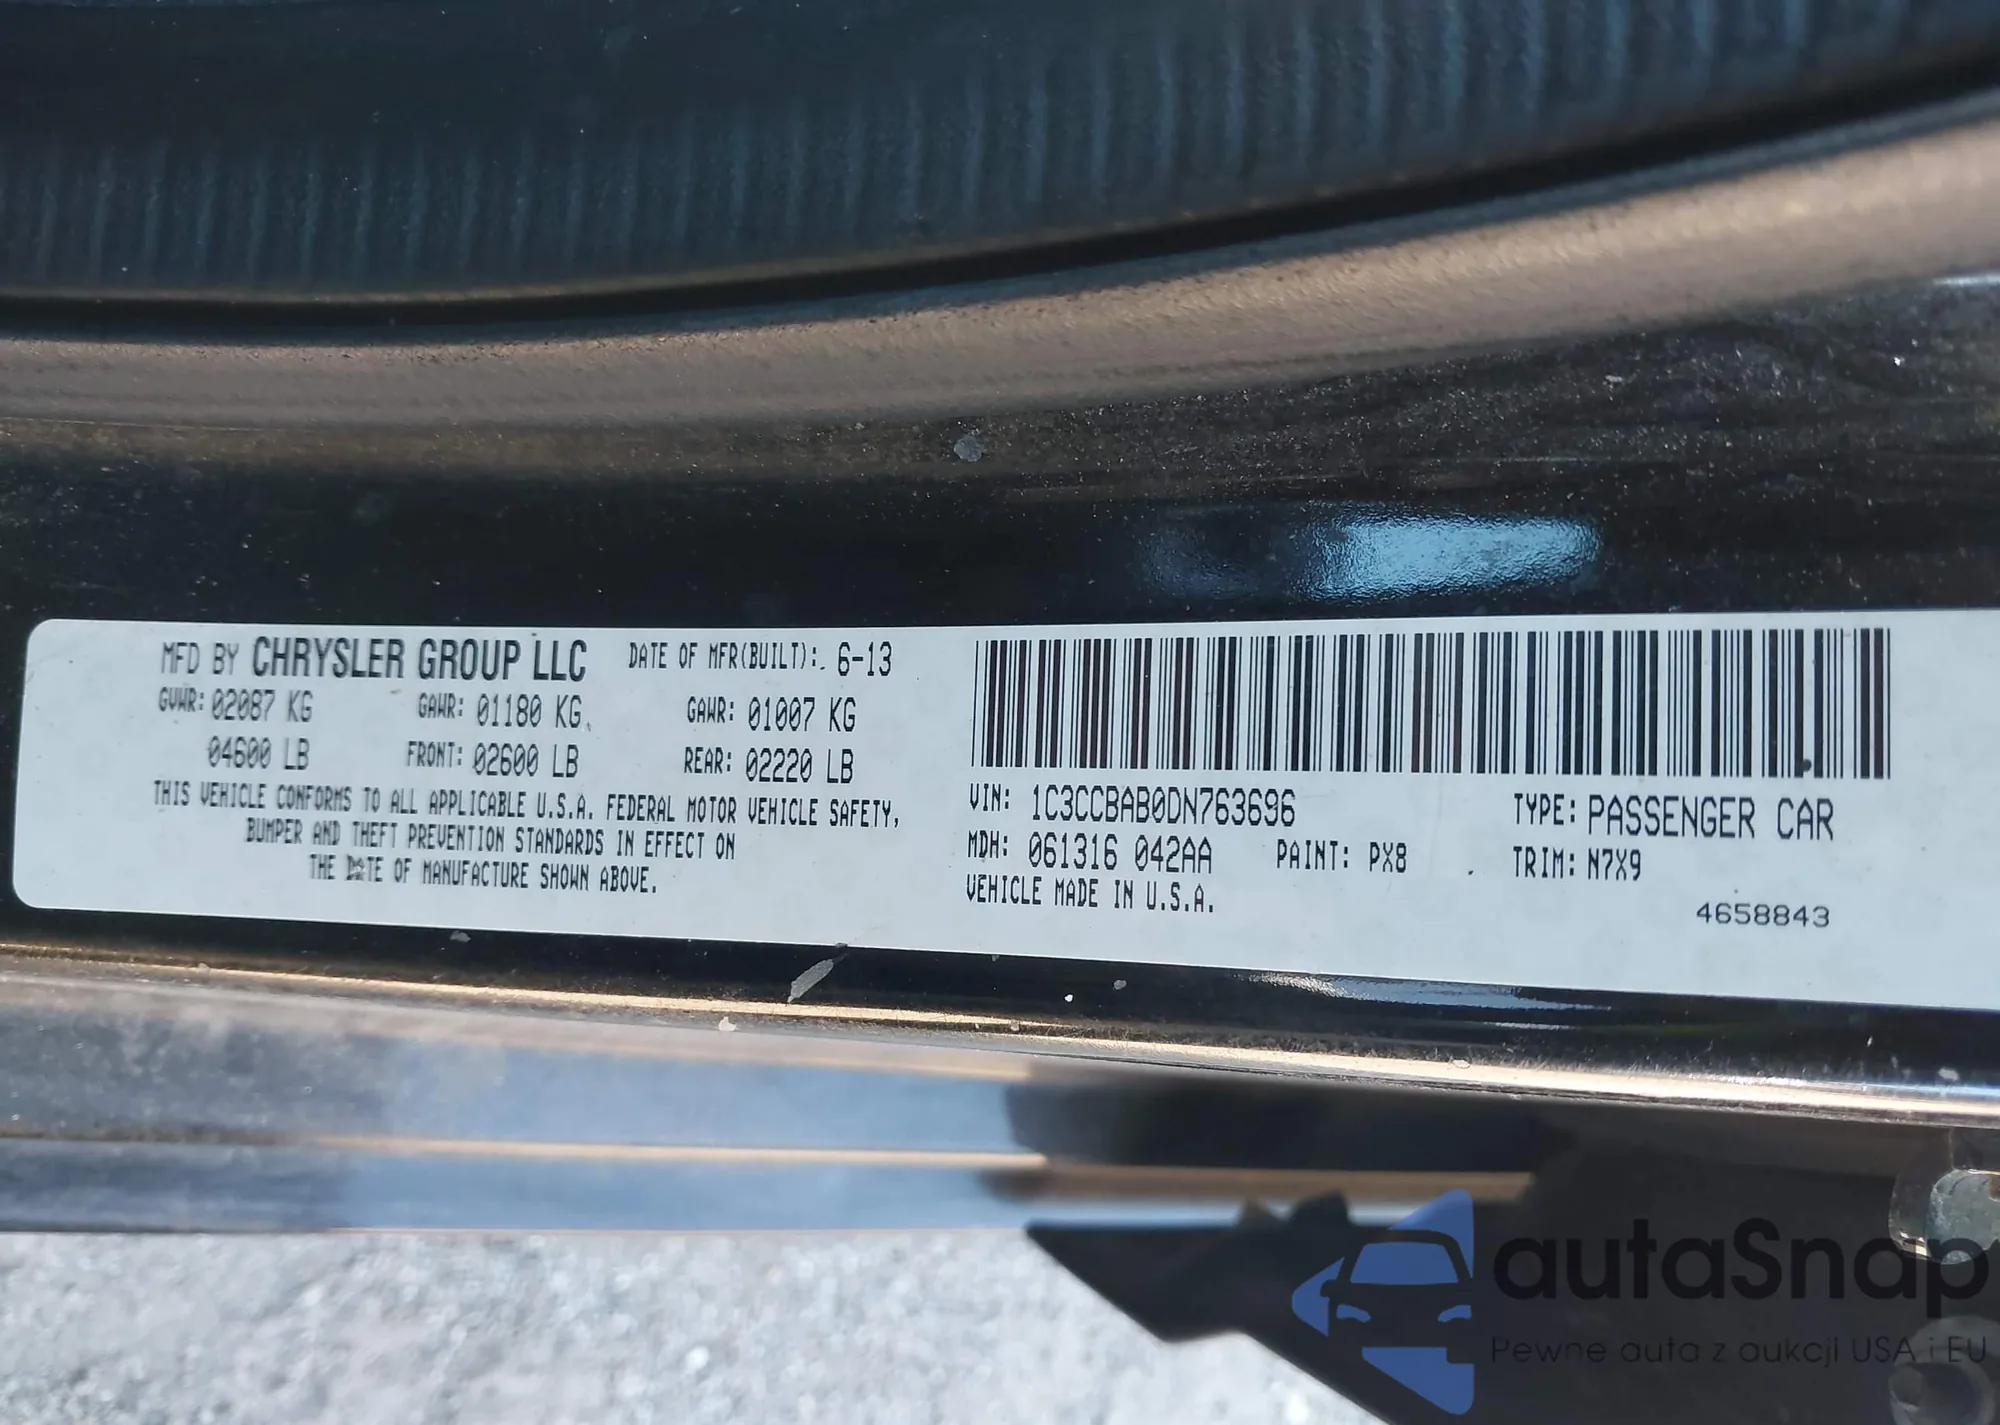 MFD BY CHRYSLER GROUP LLC DATE OF MFR(BUILT): 6-13
GVWR: 02087 KG GAWR: 01180 KG GAWR: 01007 KG
04600 LB FRONT: 02600 LB REAR: 02220 LB
THIS VEHICLE CONFORMS TO ALL APPLICABLE U.S.A. FEDERAL MOTOR VEHICLE SAFETY,
BUMPER AND THEFT PREVENTION STANDARDS IN EFFECT ON
THE DATE OF MANUFACTURE SHOWN ABOVE.
VIN: 1C3CCBAB0DN763696 TYPE: PASSENGER CAR
MDH: 061316 042AA PAINT: PX8 TRIM: N7X9
VEHICLE MADE IN U.S.A.
4658843
autaSnap
Pewne auta z aukcji USA i EU